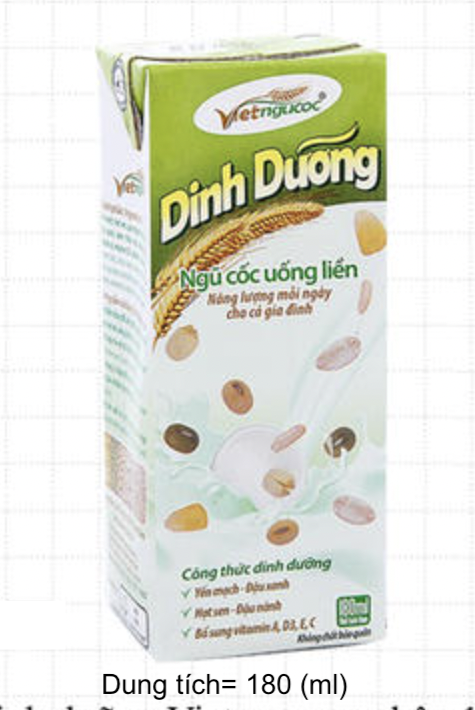 Vietngũcốc®
Dinh Dưỡng
Ngũ cốc uống liền
Năng lượng mỗi ngày
cho cả gia đình
Công thức dinh dưỡng
✓ Yến mạch - Đậu xanh
✓ Hạt sen - Đậu nành
✓ Bổ sung vitamin A, D3, E, C
180ml
Không chất bảo quản
Dung tích= 180 (ml)